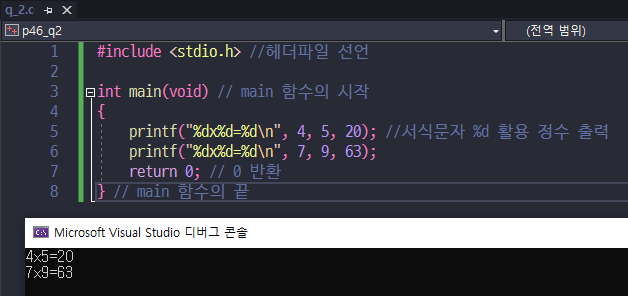 q_2.c
p46_q2
(전역 범위)
1 #include <stdio.h> //헤더파일 선언
2
3 int main(void) // main 함수의 시작
4 {
5 printf("%dx%d=%d\n", 4, 5, 20); //서식문자 %d 활용 정수 출력
6 printf("%dx%d=%d\n", 7, 9, 63);
7 return 0; // 0 반환
8 } // main 함수의 끝
Microsoft Visual Studio 디버그 콘솔
4x5=20
7x9=63